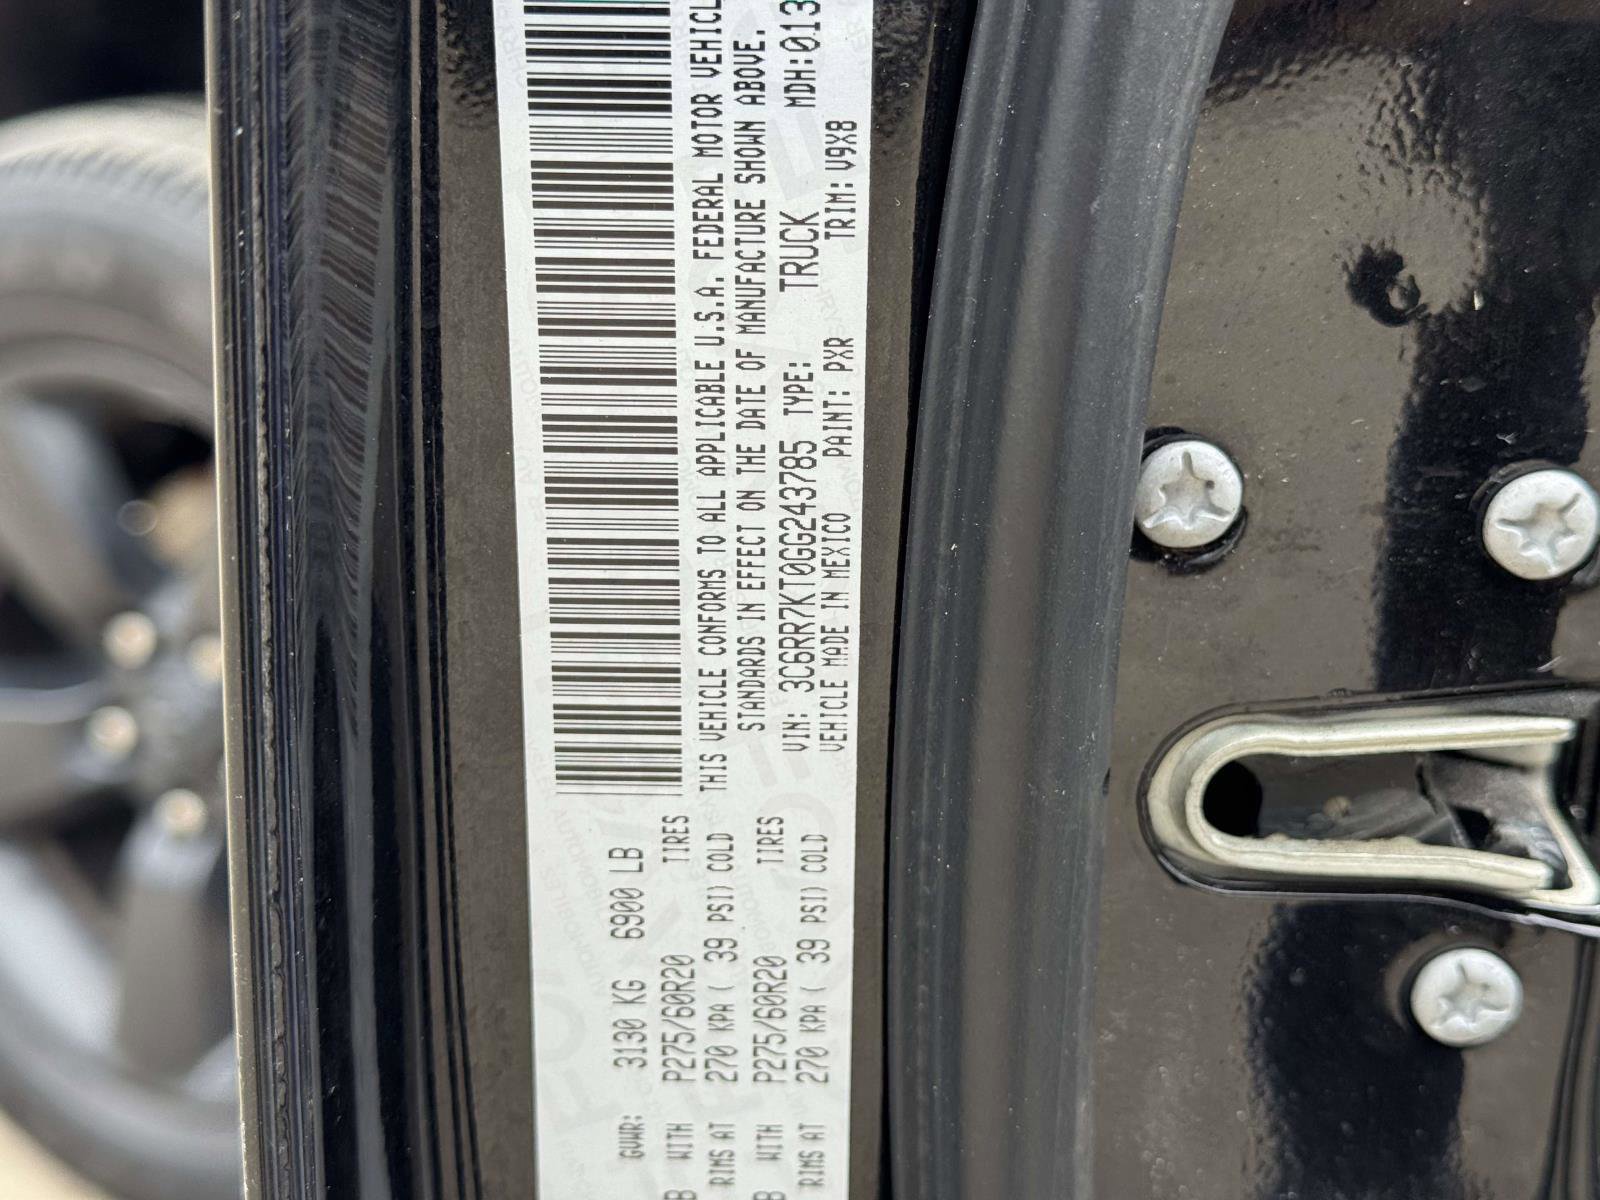 GVWR: 3130 KG 6900 LB
B WITH P275/60R20 TIRES
RIMS AT 270 KPA ( 39 PSI) COLD
B WITH P275/60R20 TIRES
RIMS AT 270 KPA ( 39 PSI) COLD
THIS VEHICLE CONFORMS TO ALL APPLICABLE U.S.A. FEDERAL MOTOR VEHICL
STANDARDS IN EFFECT ON THE DATE OF MANUFACTURE SHOWN ABOVE.
VIN: 3C6RR7KT0GG243785 TYPE: TRUCK MDH:013
VEHICLE MADE IN MEXICO PAINT: PXR TRIM: V9X8